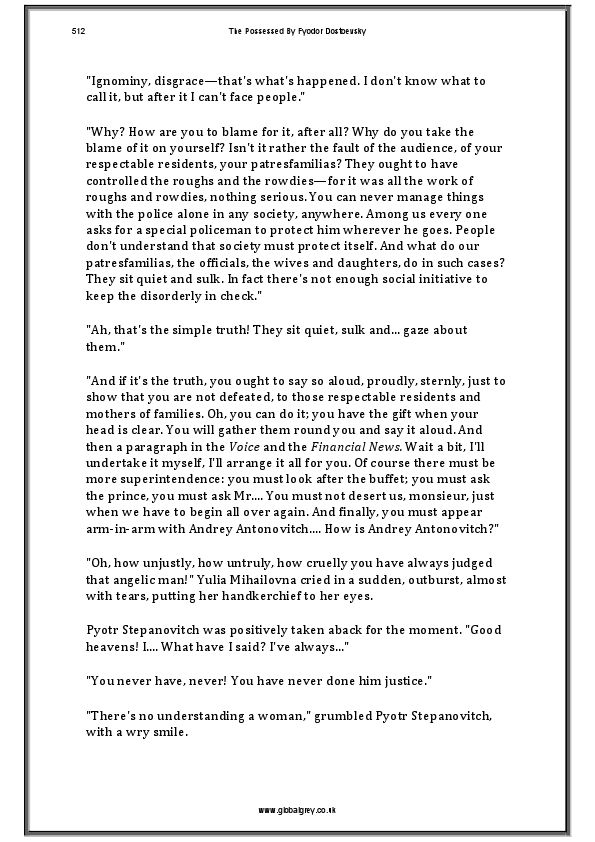 512
The Possessed By Fyodor Dostoevsky
"Ignominy, disgrace—that's what's happened. I don't know what to
call it, but after it I can't face people."
"Why? How are you to blame for it, after all? Why do you take the
blame of it on yourself? Isn't it rather the fault of the audience, of your
respectable residents, your patresfamilias? They ought to have
controlled the roughs and the rowdies—for it was all the work of
roughs and rowdies, nothing serious. You can never manage things
with the police alone in any society, anywhere. Among us every one
asks for a special policeman to protect him wherever he goes. People
don't understand that society must protect itself. And what do our
patresfamilias, the officials, the wives and daughters, do in such cases?
They sit quiet and sulk. In fact there's not enough social initiative to
keep the disorderly in check."
"Ah, that's the simple truth! They sit quiet, sulk and... gaze about
them."
"And if it's the truth, you ought to say so aloud, proudly, sternly, just to
show that you are not defeated, to those respectable residents and
mothers of families. Oh, you can do it; you have the gift when your
head is clear. You will gather them round you and say it aloud. And
then a paragraph in the Voice and the Financial News. Wait a bit, I'll
undertake it myself, I'll arrange it all for you. Of course there must be
more superintendence: you must look after the buffet; you must ask
the prince, you must ask Mr.... You must not desert us, monsieur, just
when we have to begin all over again. And finally, you must appear
arm-in-arm with Andrey Antonovitch.... How is Andrey Antonovitch?"
"Oh, how unjustly, how untruly, how cruelly you have always judged
that angelic man!" Yulia Mihailovna cried in a sudden, outburst, almost
with tears, putting her handkerchief to her eyes.
Pyotr Stepanovitch was positively taken aback for the moment. "Good
heavens! I.... What have I said? I've always..."
"You never have, never! You have never done him justice."
"There's no understanding a woman," grumbled Pyotr Stepanovitch,
with a wry smile.
www.globalgrey.co.uk